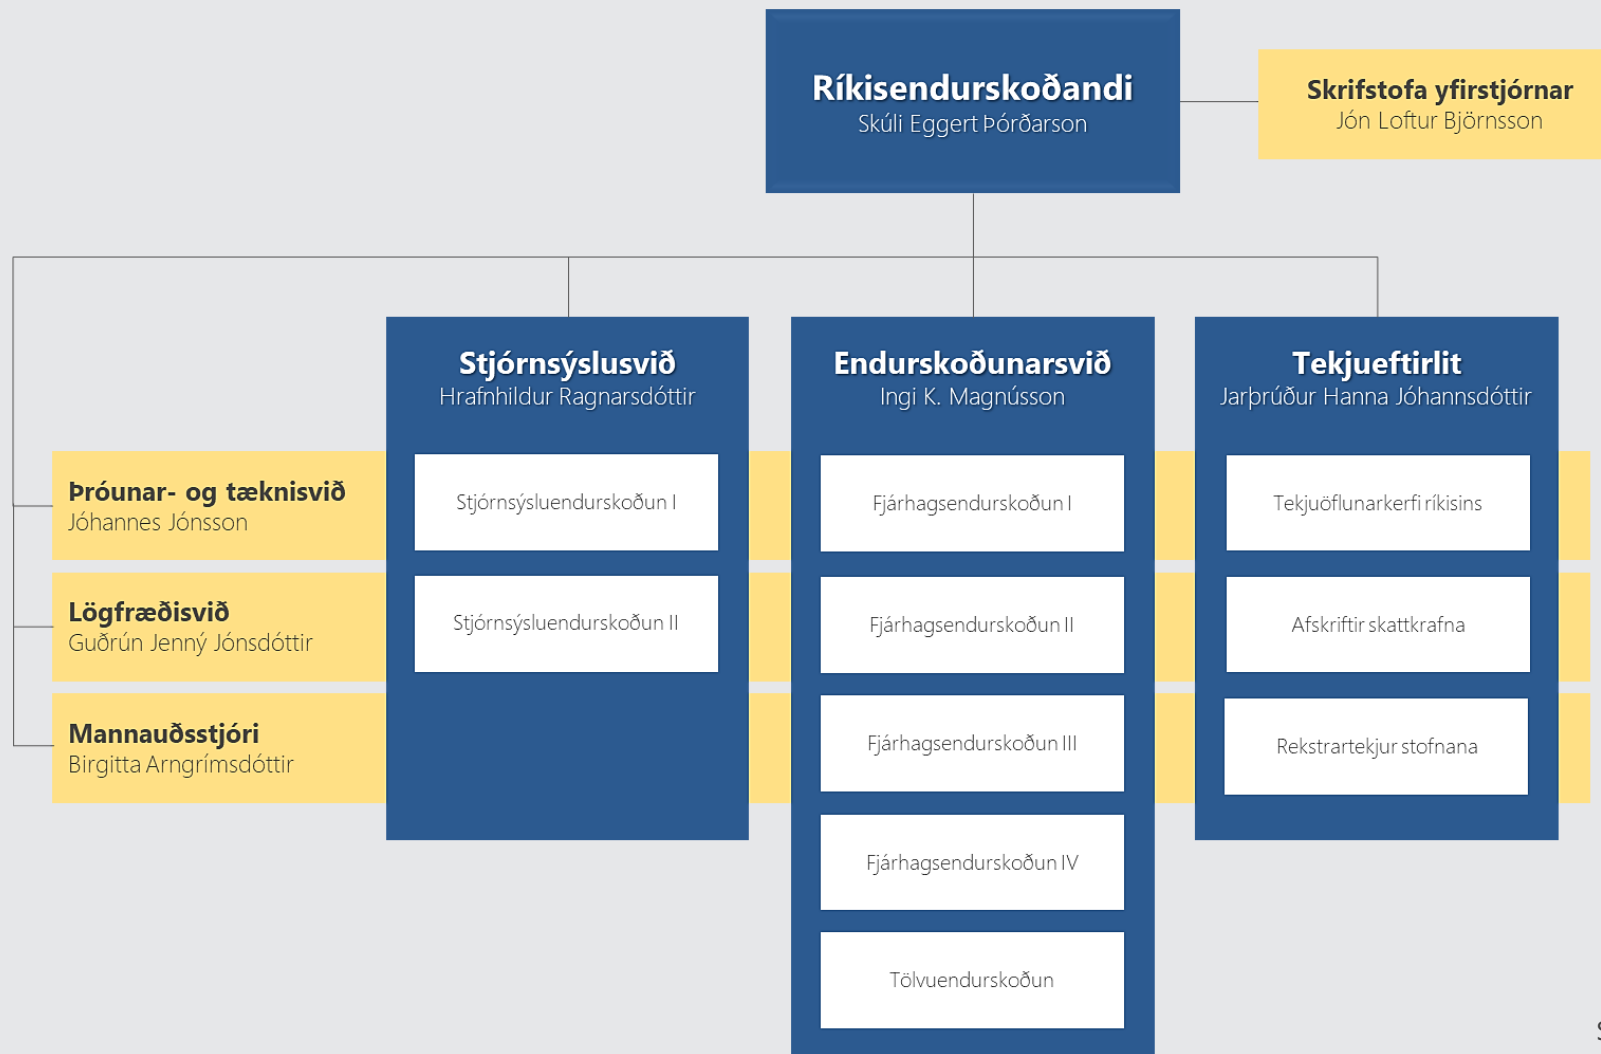 Ríkisendurskoðandi
Skúli Eggert Þórðarson
Skrifstofa yfirstjórnar
Jón Loftur Björnsson
Stjórnsýslusvið
Hrafnhildur Ragnarsdóttir
Endurskoðunarsvið
Ingi K. Magnússon
Tekjueftirlit
Jarþrúður Hanna Jóhannsdóttir
Þróunar- og tæknisvið
Jóhannes Jónsson
Stjórnsýsluendurskoðun I
Fjárhagsendurskoðun I
Tekjuöflunarkerfi ríkisins
Lögfræðisvið
Guðrún Jenný Jónsdóttir
Stjórnsýsluendurskoðun II
Fjárhagsendurskoðun II
Afskriftir skattkrafna
Mannauðsstjóri
Birgitta Arngrímsdóttir
Fjárhagsendurskoðun III
Rekstrartekjur stofnana
Fjárhagsendurskoðun IV
Tölvuendurskoðun